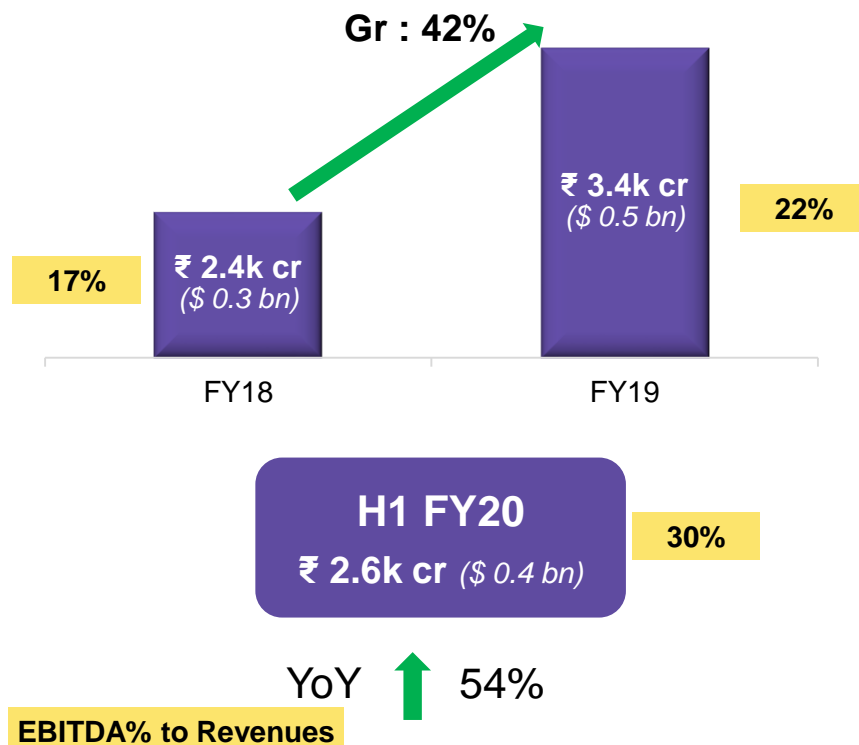 Gr : 42%
₹ 3.4k cr
($ 0.5 bn)
22%
₹ 2.4k cr
($ 0.3 bn)
17%
FY18
FY19
H1 FY20
₹ 2.6k cr ($ 0.4 bn)
30%
YoY 54%
EBITDA% to Revenues